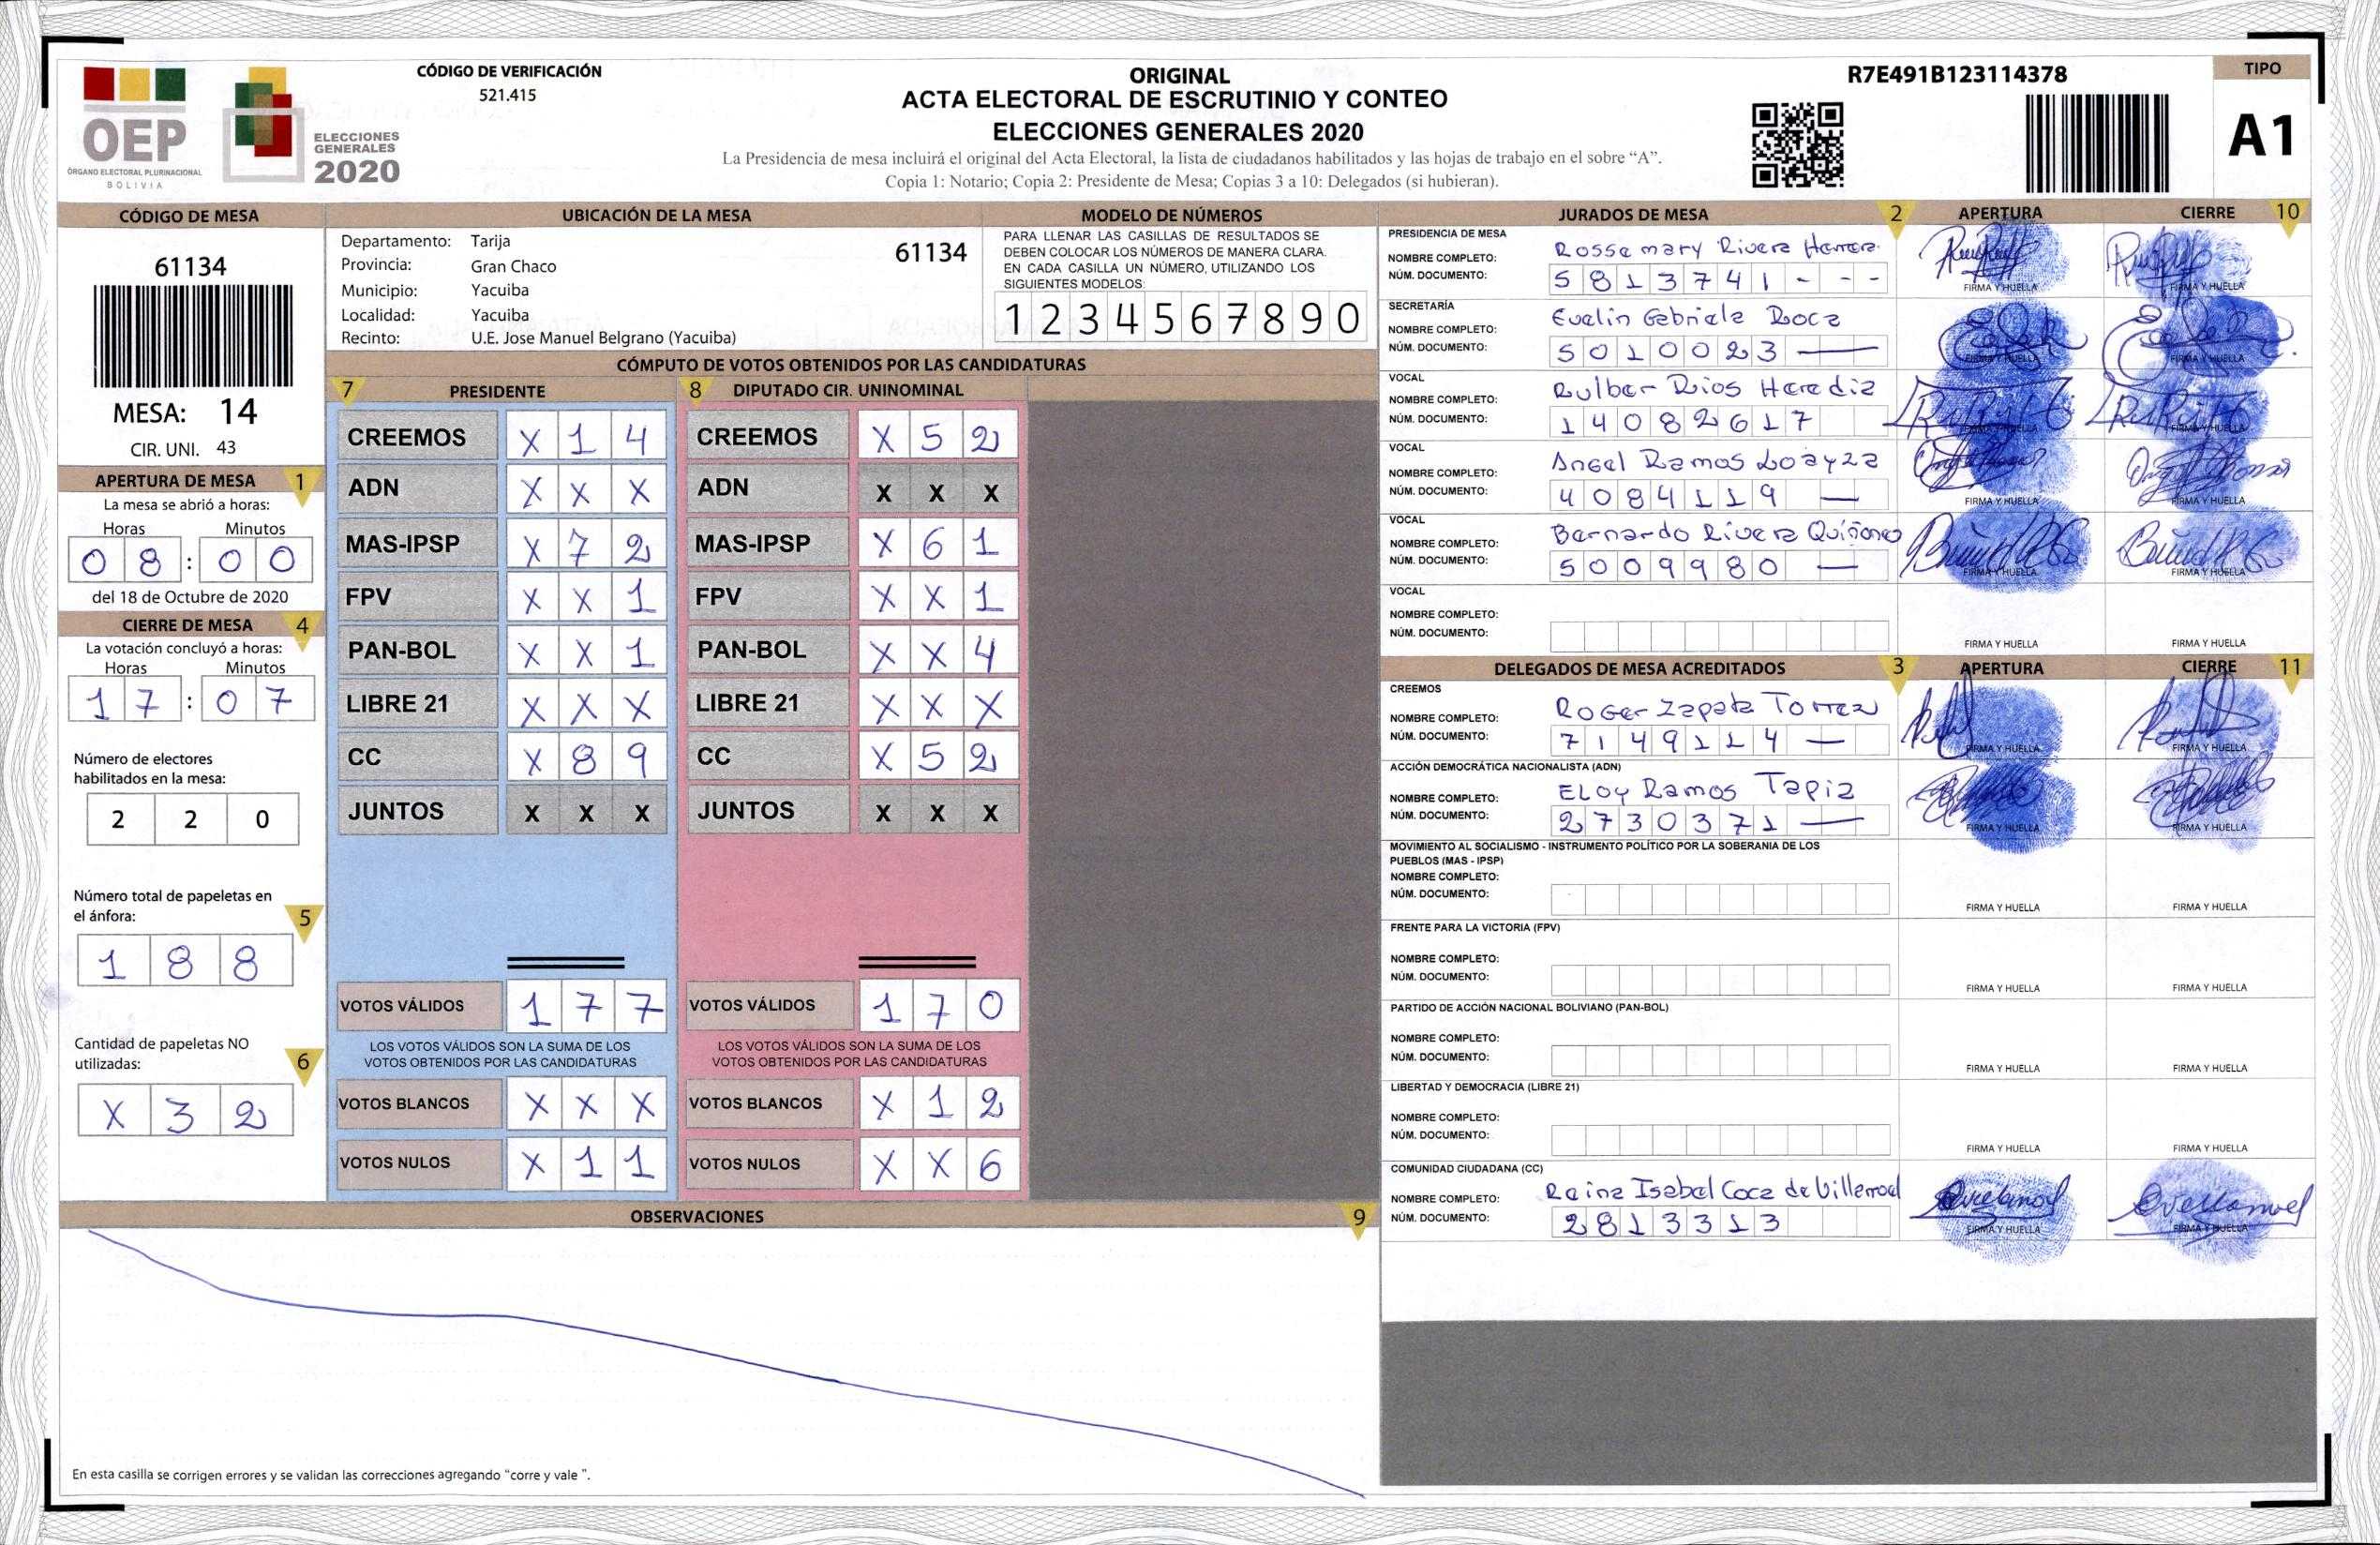 CÓDIGO DE VERIFICACIÓN
521.415
OEP
ÓRGANO ELECTORAL PLURINACIONAL
BOLIVIA
ELECCIONES
GENERALES
2020
ORIGINAL
ACTA ELECTORAL DE ESCRUTINIO Y CONTEO
ELECCIONES GENERALES 2020
La Presidencia de mesa incluirá el original del Acta Electoral, la lista de ciudadanos habilitados y las hojas de trabajo en el sobre “A”.
Copia 1: Notario; Copia 2: Presidente de Mesa; Copias 3 a 10: Delegados (si hubieran).
R7E491B123114378
TIPO
A1
CÓDIGO DE MESA
61134
MESA: 14
CIR. UNI. 43
APERTURA DE MESA 1
La mesa se abrió a horas:
Horas Minutos
0 8 : 0 0
del 18 de Octubre de 2020
CIERRE DE MESA 4
La votación concluyó a horas:
Horas Minutos
1 7 : 0 7
Número de electores
habilitados en la mesa:
2 2 0
Número total de papeletas en
el ánfora: 5
1 8 8
Cantidad de papeletas NO
utilizadas: 6
X 3 2
UBICACIÓN DE LA MESA
Departamento: Tarija
61134
Provincia: Gran Chaco
Municipio: Yacuiba
Localidad: Yacuiba
Recinto: U.E. Jose Manuel Belgrano (Yacuiba)
MODELO DE NÚMEROS
PARA LLENAR LAS CASILLAS DE RESULTADOS SE
DEBEN COLOCAR LOS NÚMEROS DE MANERA CLARA.
EN CADA CASILLA UN NÚMERO, UTILIZANDO LOS
SIGUIENTES MODELOS:
1 2 3 4 5 6 7 8 9 0
CÓMPUTO DE VOTOS OBTENIDOS POR LAS CANDIDATURAS
7 PRESIDENTE
CREEMOS X 1 4
ADN X X X
MAS-IPSP X 7 2
FPV X X 1
PAN-BOL X X 1
LIBRE 21 X X X
CC X 8 9
JUNTOS X X X
VOTOS VÁLIDOS 1 7 7
LOS VOTOS VÁLIDOS SON LA SUMA DE LOS
VOTOS OBTENIDOS POR LAS CANDIDATURAS
VOTOS BLANCOS X X X
VOTOS NULOS X 1 1
8 DIPUTADO CIR. UNINOMINAL
CREEMOS X 5 2
ADN X X X
MAS-IPSP X 6 1
FPV X X 1
PAN-BOL X X 4
LIBRE 21 X X X
CC X 5 2
JUNTOS X X X
VOTOS VÁLIDOS 1 7 0
LOS VOTOS VÁLIDOS SON LA SUMA DE LOS
VOTOS OBTENIDOS POR LAS CANDIDATURAS
VOTOS BLANCOS X 1 2
VOTOS NULOS X X 6
OBSERVACIONES 9
En esta casilla se corrigen errores y se validan las correcciones agregando “corre y vale ”.
JURADOS DE MESA 2 APERTURA CIERRE 10
PRESIDENCIA DE MESA
NOMBRE COMPLETO: Rossemary Rivera Herrera
NÚM. DOCUMENTO: 5 8 1 3 7 4 1 - - -
FIRMA Y HUELLA FIRMA Y HUELLA
SECRETARÍA
NOMBRE COMPLETO: Evelin Gabriela Roca
NÚM. DOCUMENTO: 5 0 1 0 0 2 3 —
FIRMA Y HUELLA FIRMA Y HUELLA
VOCAL
NOMBRE COMPLETO: Rulber Rios Heredia
NÚM. DOCUMENTO: 1 4 0 8 2 6 1 7
FIRMA Y HUELLA FIRMA Y HUELLA
VOCAL
NOMBRE COMPLETO: Angel Ramos Loayza
NÚM. DOCUMENTO: 4 0 8 4 1 1 9 —
FIRMA Y HUELLA FIRMA Y HUELLA
VOCAL
NOMBRE COMPLETO: Bernardo Rivera Quiñones
NÚM. DOCUMENTO: 5 0 0 9 9 8 0 —
FIRMA Y HUELLA FIRMA Y HUELLA
VOCAL
NOMBRE COMPLETO:
NÚM. DOCUMENTO:
FIRMA Y HUELLA FIRMA Y HUELLA
DELEGADOS DE MESA ACREDITADOS 3 APERTURA CIERRE 11
CREEMOS
NOMBRE COMPLETO: Roger Zapata Torrez
NÚM. DOCUMENTO: 7 1 4 9 1 1 4 —
FIRMA Y HUELLA FIRMA Y HUELLA
ACCIÓN DEMOCRÁTICA NACIONALISTA (ADN)
NOMBRE COMPLETO: Eloy Ramos Tapia
NÚM. DOCUMENTO: 2 7 3 0 3 7 1 —
FIRMA Y HUELLA FIRMA Y HUELLA
MOVIMIENTO AL SOCIALISMO - INSTRUMENTO POLÍTICO POR LA SOBERANIA DE LOS
PUEBLOS (MAS - IPSP)
NOMBRE COMPLETO:
NÚM. DOCUMENTO:
FIRMA Y HUELLA FIRMA Y HUELLA
FRENTE PARA LA VICTORIA (FPV)
NOMBRE COMPLETO:
NÚM. DOCUMENTO:
FIRMA Y HUELLA FIRMA Y HUELLA
PARTIDO DE ACCIÓN NACIONAL BOLIVIANO (PAN-BOL)
NOMBRE COMPLETO:
NÚM. DOCUMENTO:
FIRMA Y HUELLA FIRMA Y HUELLA
LIBERTAD Y DEMOCRACIA (LIBRE 21)
NOMBRE COMPLETO:
NÚM. DOCUMENTO:
FIRMA Y HUELLA FIRMA Y HUELLA
COMUNIDAD CIUDADANA (CC)
NOMBRE COMPLETO: Reina Isabel Coca de Villarroel
NÚM. DOCUMENTO: 2 8 1 3 3 1 3
FIRMA Y HUELLA FIRMA Y HUELLA